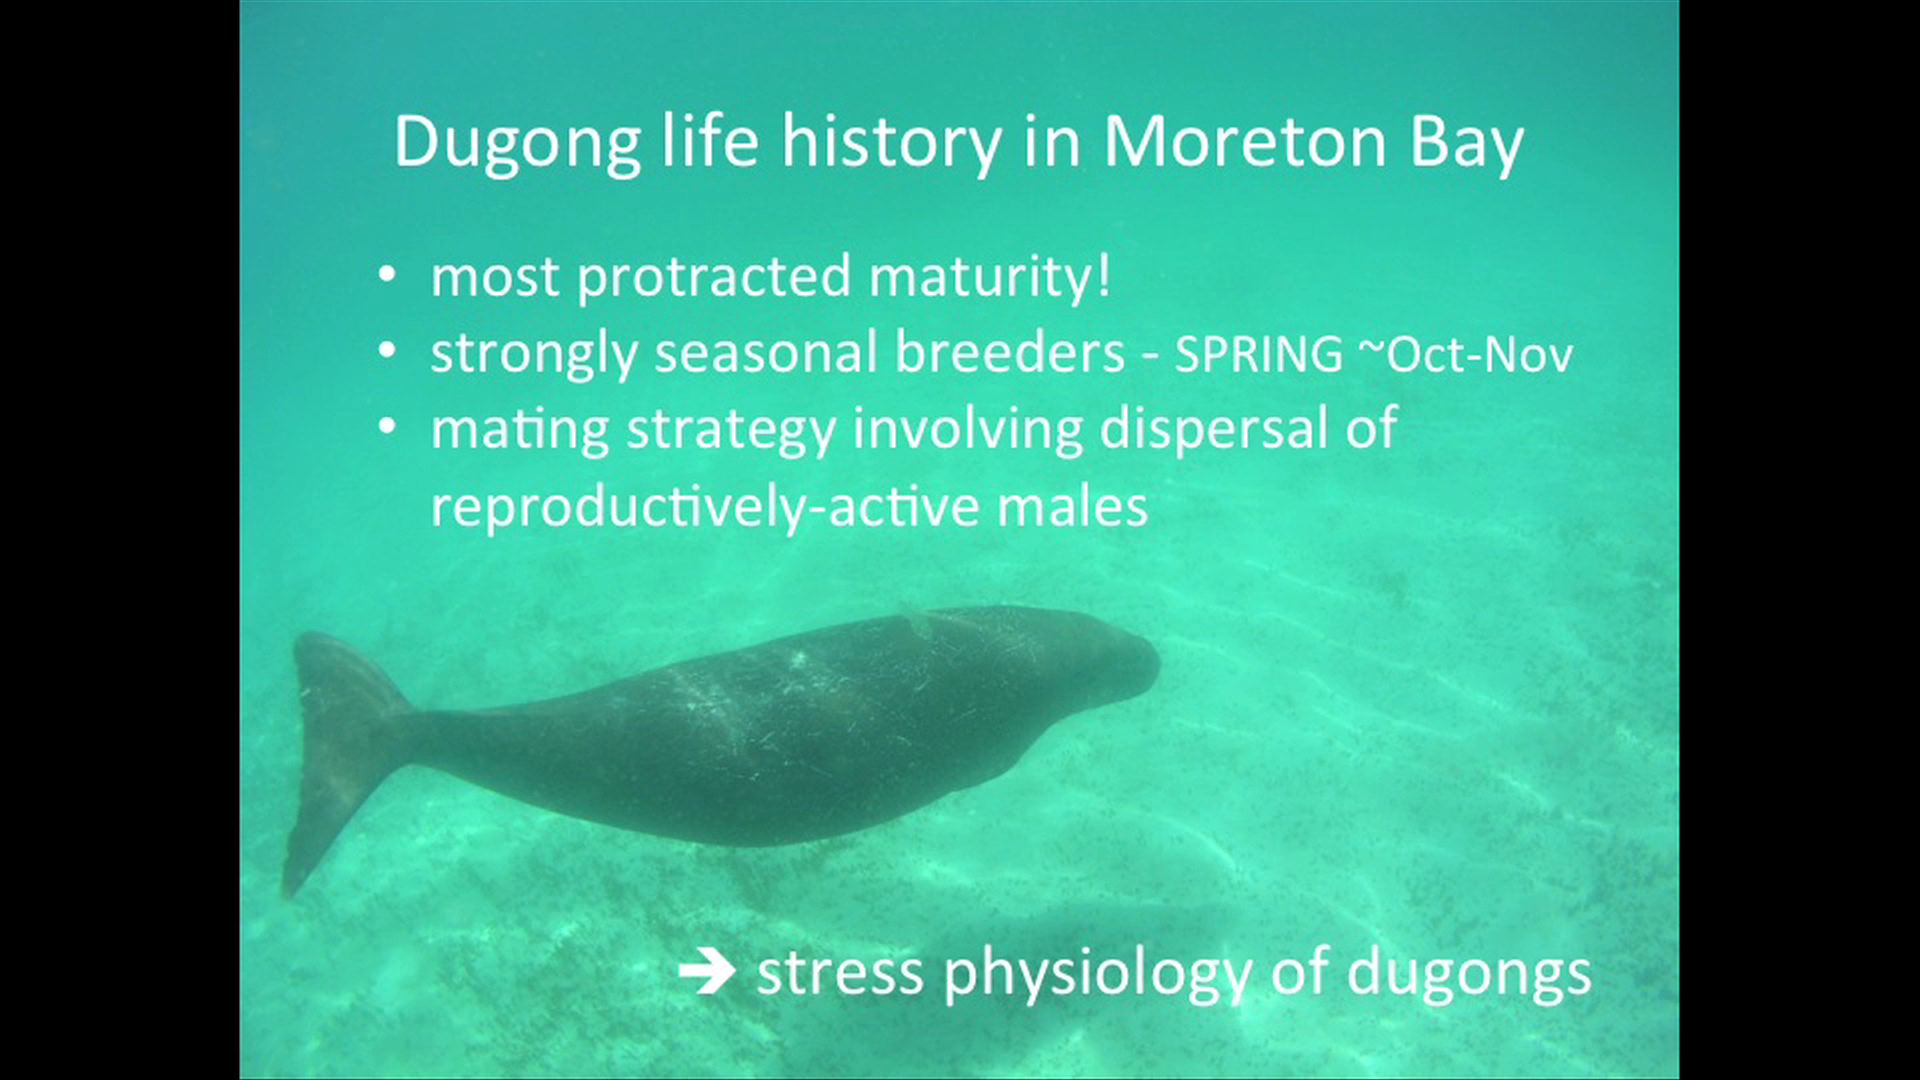 Dugong life history in Moreton Bay
• most protracted maturity!
• strongly seasonal breeders - SPRING ~Oct-Nov
• mating strategy involving dispersal of
reproductively-active males
➔ stress physiology of dugongs